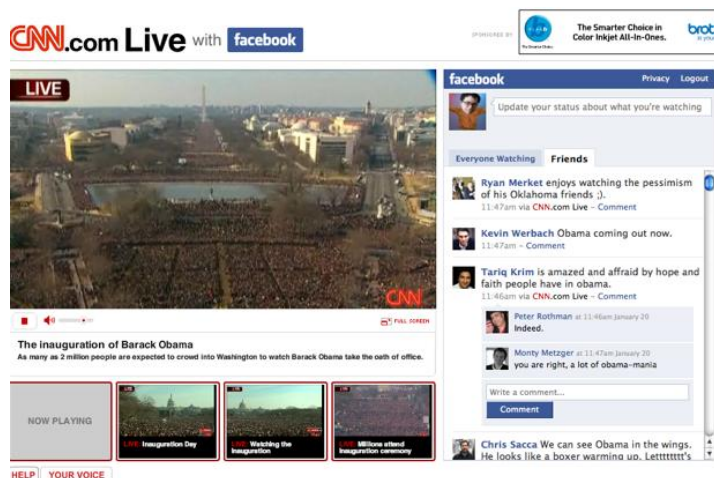 CNN.com Live with facebook
SPONSORED BY
The Smarter Choice in
Color Inkjet All-In-Ones.
LIVE
CNN
FULL SCREEN
The inauguration of Barack Obama
As many as 2 million people are expected to crowd into Washington to watch Barack Obama take the oath of office.
NOW PLAYING
LIVE: Inauguration Day
LIVE: Watching the
inauguration
LIVE: Millions attend
inauguration ceremony
HELP YOUR VOICE
facebook Privacy Logout
Update your status about what you're watching
Everyone Watching Friends
Ryan Merket enjoys watching the pessimism
of his Oklahoma friends ;).
11:47am via CNN.com Live – Comment
Kevin Werbach Obama coming out now.
11:47am – Comment
Tariq Krim is amazed and affraid by hope and
faith people have in obama.
11:46am via CNN.com Live – Comment
Peter Rothman at 11:46am January 20
Indeed.
Monty Metzger at 11:47am January 20
you are right, a lot of obama-mania
Write a comment...
Comment
Chris Sacca We can see Obama in the wings.
He looks like a boxer warming up. Letttttttt's